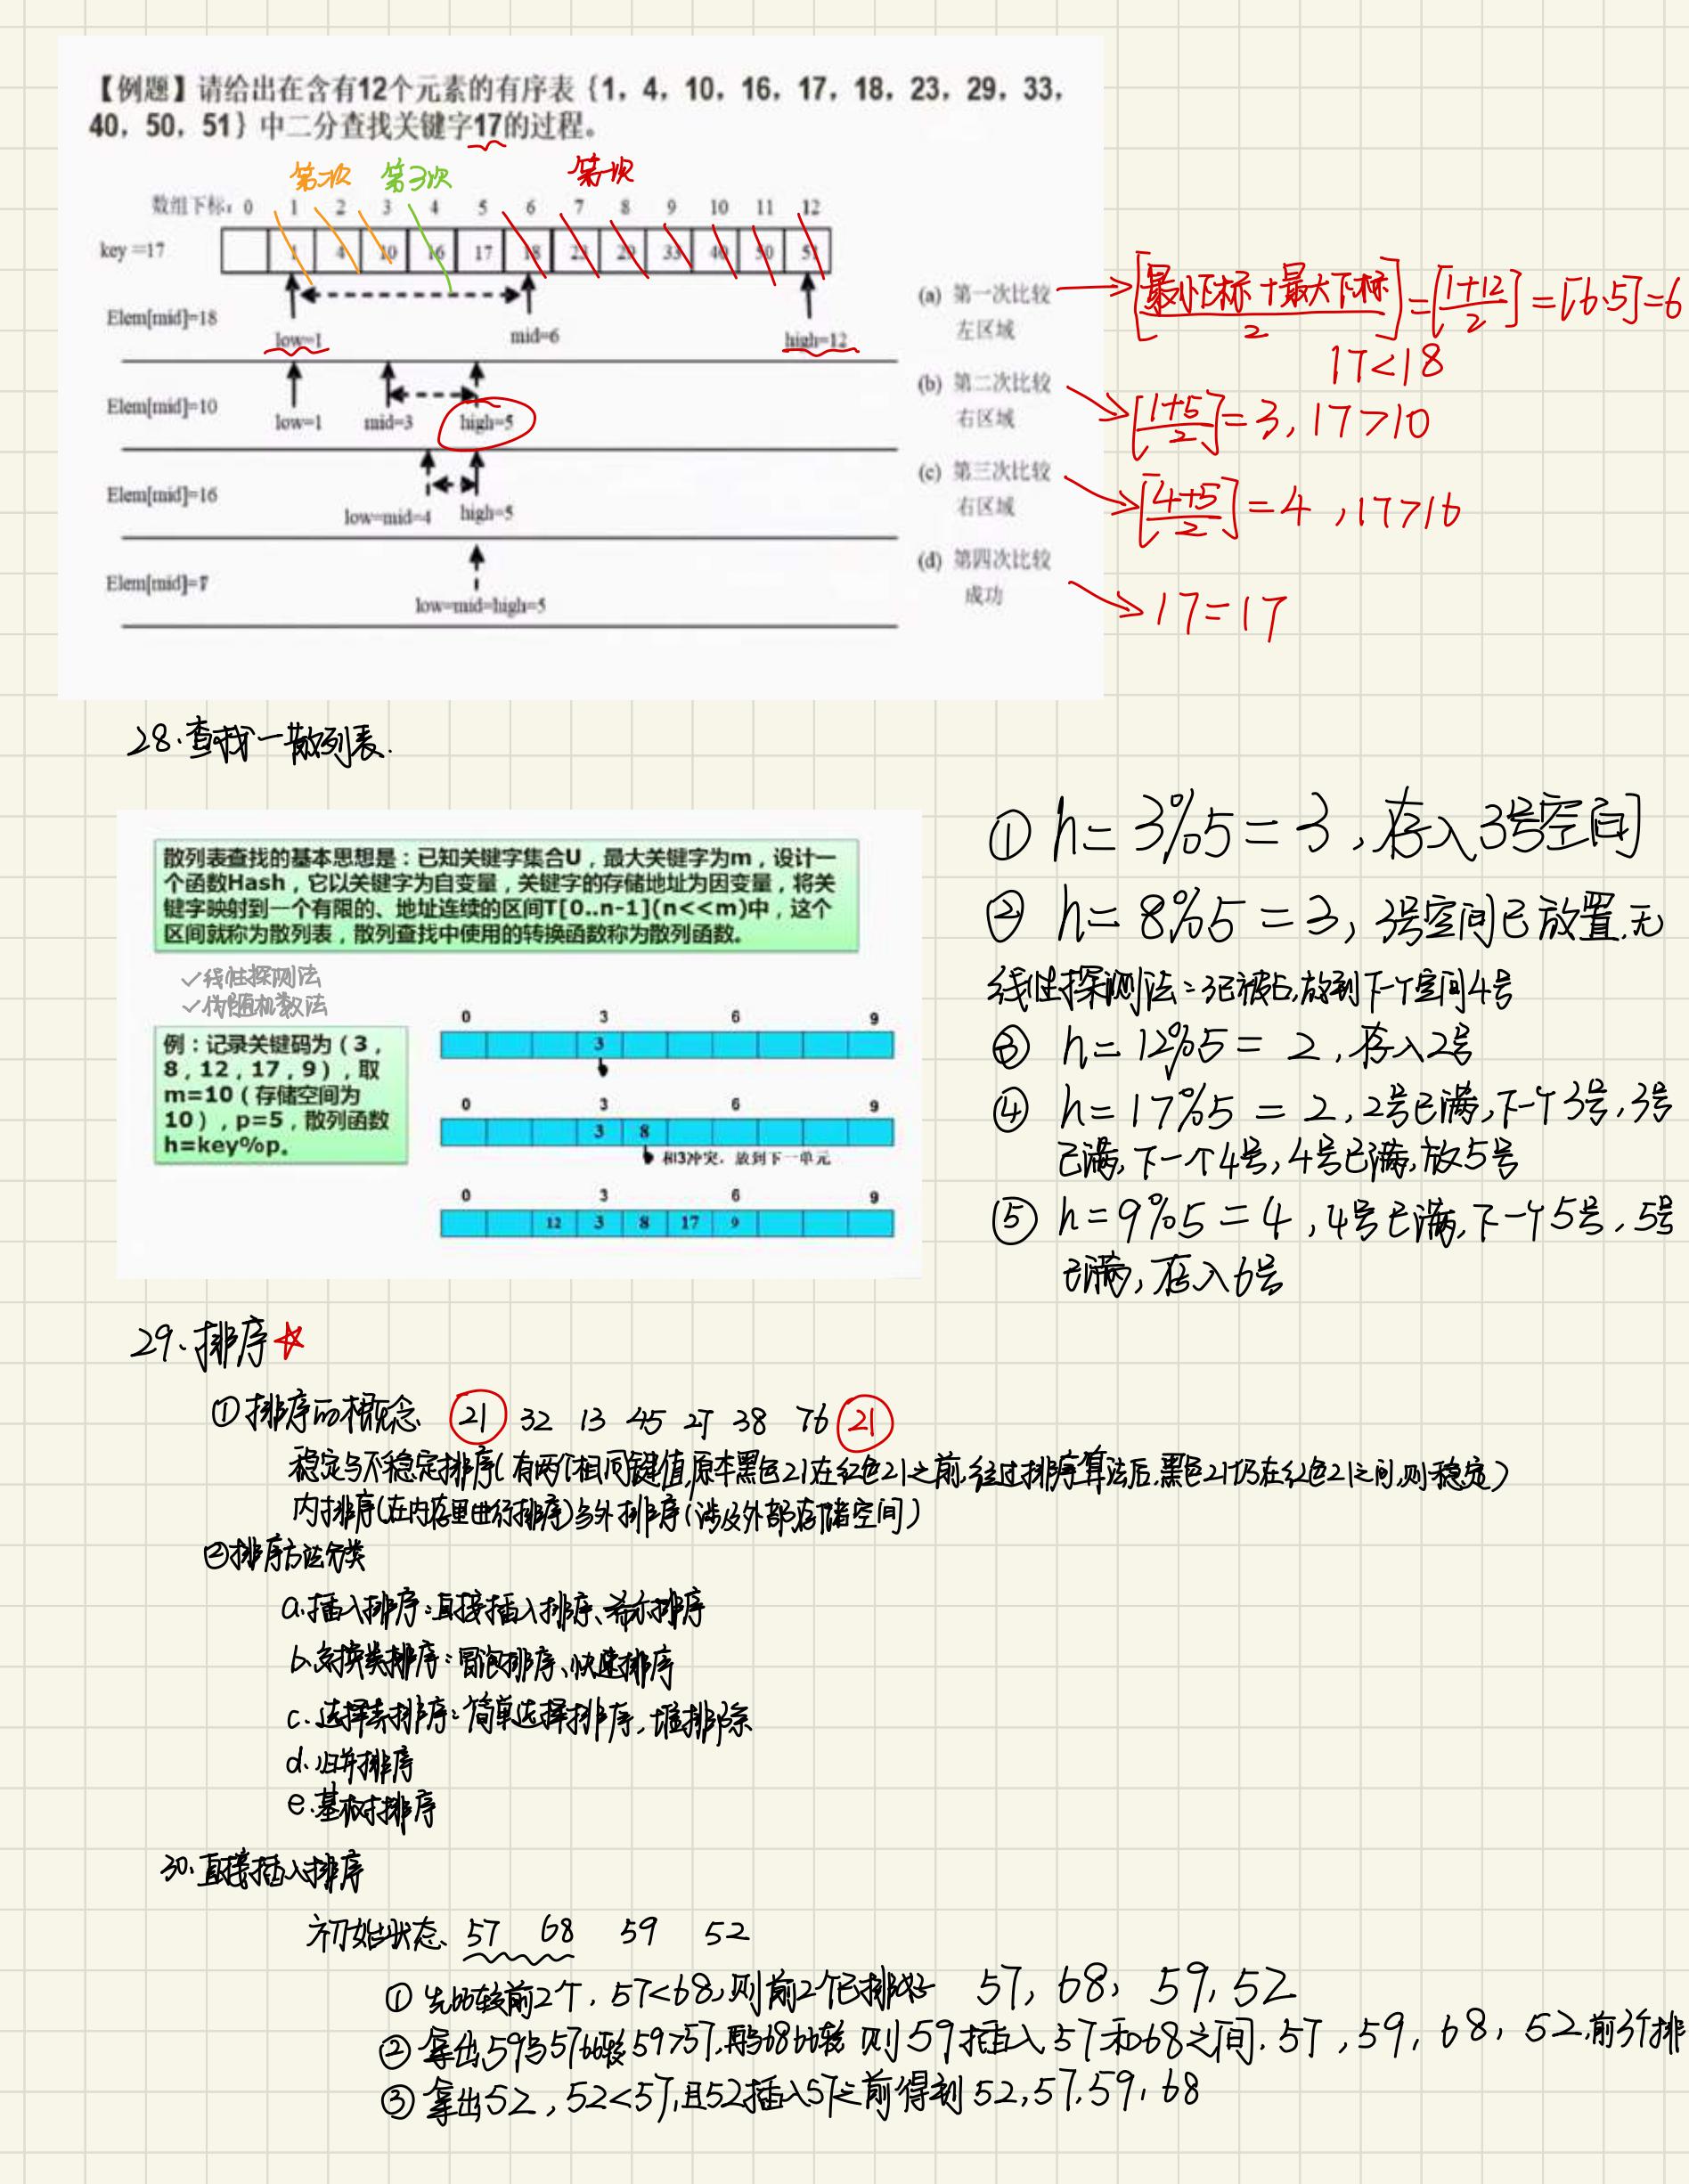 【例题】请给出在含有12个元素的有序表{1，4，10，16，17，18，23，29，33，
40，50，51}中二分查找关键字17的过程。
第二次 第3次 第一次
数组下标: 0 1 2 3 4 5 6 7 8 9 10 11 12
key =17 1 4 10 16 17 18 23 29 33 40 50 51
Elem[mid]=18
low=1 mid=6 high=12
(a) 第一次比较
左区域
[最小下标+最大下标/2]=[1+12/2]=[6.5]=6
17<18
Elem[mid]=10
low=1 mid=3 high=5
(b) 第二次比较
右区域
[1+5/2]=3, 17>10
Elem[mid]=16
low=mid=4 high=5
(c) 第三次比较
右区域
[4+5/2]=4 ,17>16
Elem[mid]=17
low=mid=high=5
(d) 第四次比较
成功
17=17
28.查找—散列表.
散列表查找的基本思想是：已知关键字集合U，最大关键字为m，设计一
个函数Hash，它以关键字为自变量，关键字的存储地址为因变量，将关
键字映射到一个有限的、地址连续的区间T[0..n-1](n<<m)中，这个
区间就称为散列表，散列查找中使用的转换函数称为散列函数。
✓线性探测法
✓伪随机数法
例：记录关键码为（3，
8，12，17，9），取
m=10（存储空间为
10），p=5，散列函数
h=key%p。
0 3 6 9
3
0 3 6 9
3 8
和3冲突，放到下一单元
0 3 6 9
12 3 8 17 9
① h= 3%5=3 ,存入3号空间
② h= 8%5=3, 3号空间已放置,无
线性探测法:3已被占,放到下一个空间4号
③ h= 12%5= 2 ,存入2号
④ h= 17%5 = 2, 2号已满,下一个3号,3号
已满,下一个4号,4号已满,放5号
⑤ h=9%5=4 ,4号已满,下一个5号,5号
已满,存入6号
29、排序☆
①排序的概念 21 32 13 45 27 38 76 21
稳定与不稳定排序(有两个相同键值,原本黑色21在红色21之前,经过排序算法后,黑色21仍在红色21之间,则稳定)
内排序(在内存里进行排序)与外排序(涉及外部存储空间)
②排序方法分类
a.插入排序:直接插入排序、希尔排序
b.交换类排序:冒泡排序、快速排序
c.选择类排序:简单选择排序,堆排除
d.归并排序
e.基树排序
30.直接插入排序
初始状态 57 68 59 52
①先比较前2个, 57<68,则前2个已排好 57, 68, 59, 52
②拿出59与57比较59>57,再与68比较 则59插入57和68之间. 57, 59, 68, 52,前3个排
③拿出52, 52<57,且52插入57之前得到 52,57,59,68